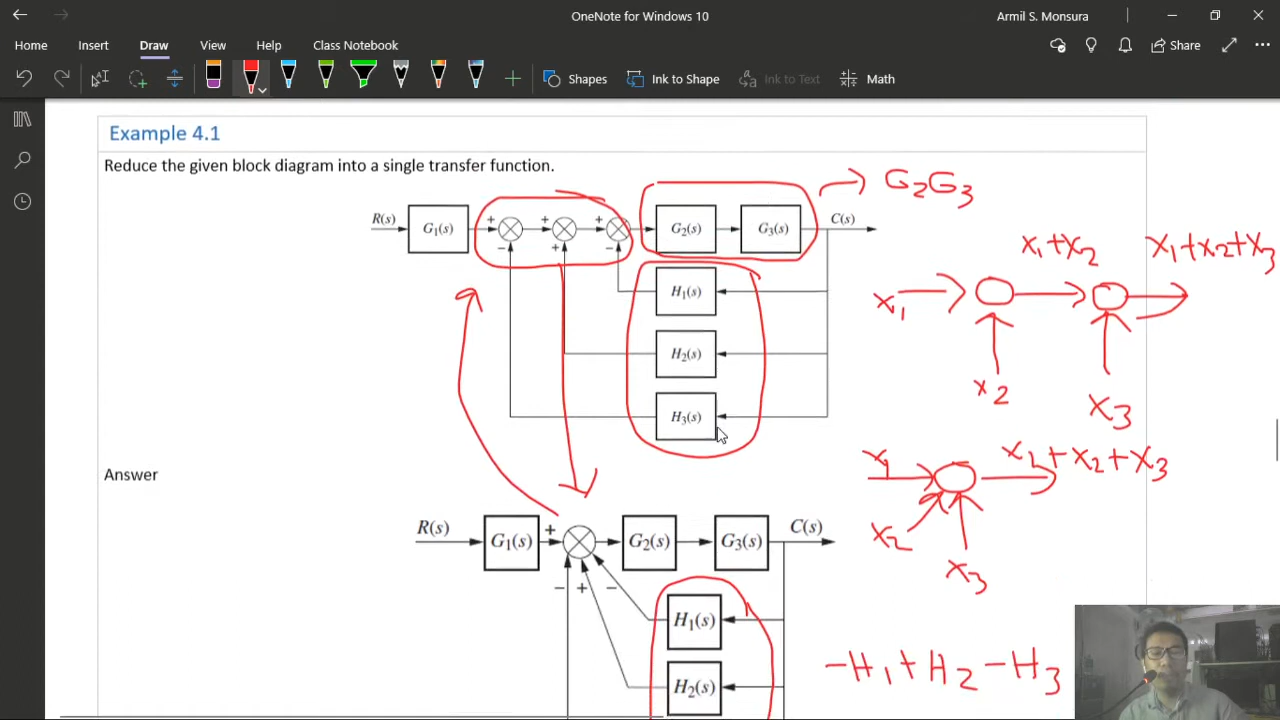 OneNote for Windows 10
Armil S. Monsura
Home Insert Draw View Help Class Notebook
Share
Shapes Ink to Shape Ink to Text Math
Example 4.1
Reduce the given block diagram into a single transfer function.
G2G3
R(s) G1(s) + − + + + − G2(s) G3(s) C(s)
x1+x2 x1+x2+x3
H1(s)
x1
H2(s)
x2
x3
H3(s)
x1 x1+x2+x3
Answer
R(s) G1(s) + G2(s) G3(s) C(s)
x2
x3
− + −
H1(s)
−H1+H2−H3
H2(s)